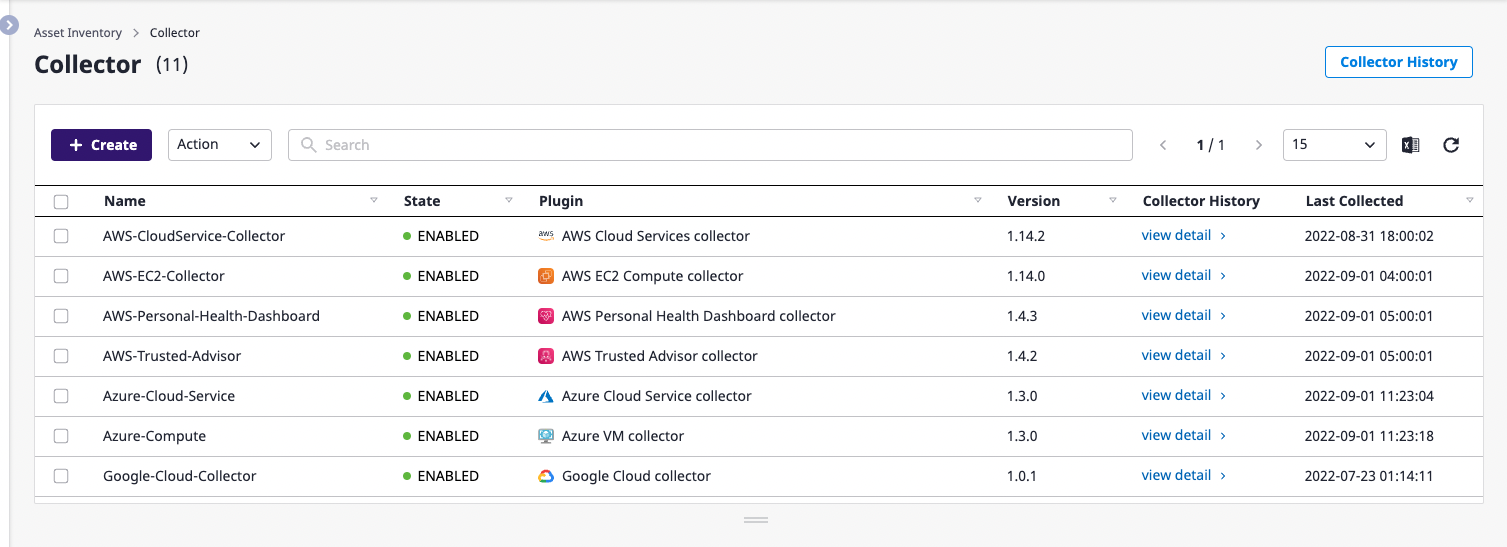 Asset Inventory > Collector
Collector (11)
Collector History
+ Create Action Search 1 / 1 15
Name State Plugin Version Collector History Last Collected
AWS-CloudService-Collector ENABLED aws AWS Cloud Services collector 1.14.2 view detail > 2022-08-31 18:00:02
AWS-EC2-Collector ENABLED AWS EC2 Compute collector 1.14.0 view detail > 2022-09-01 04:00:01
AWS-Personal-Health-Dashboard ENABLED AWS Personal Health Dashboard collector 1.4.3 view detail > 2022-09-01 05:00:01
AWS-Trusted-Advisor ENABLED AWS Trusted Advisor collector 1.4.2 view detail > 2022-09-01 05:00:01
Azure-Cloud-Service ENABLED Azure Cloud Service collector 1.3.0 view detail > 2022-09-01 11:23:04
Azure-Compute ENABLED Azure VM collector 1.3.0 view detail > 2022-09-01 11:23:18
Google-Cloud-Collector ENABLED Google Cloud collector 1.0.1 view detail > 2022-07-23 01:14:11